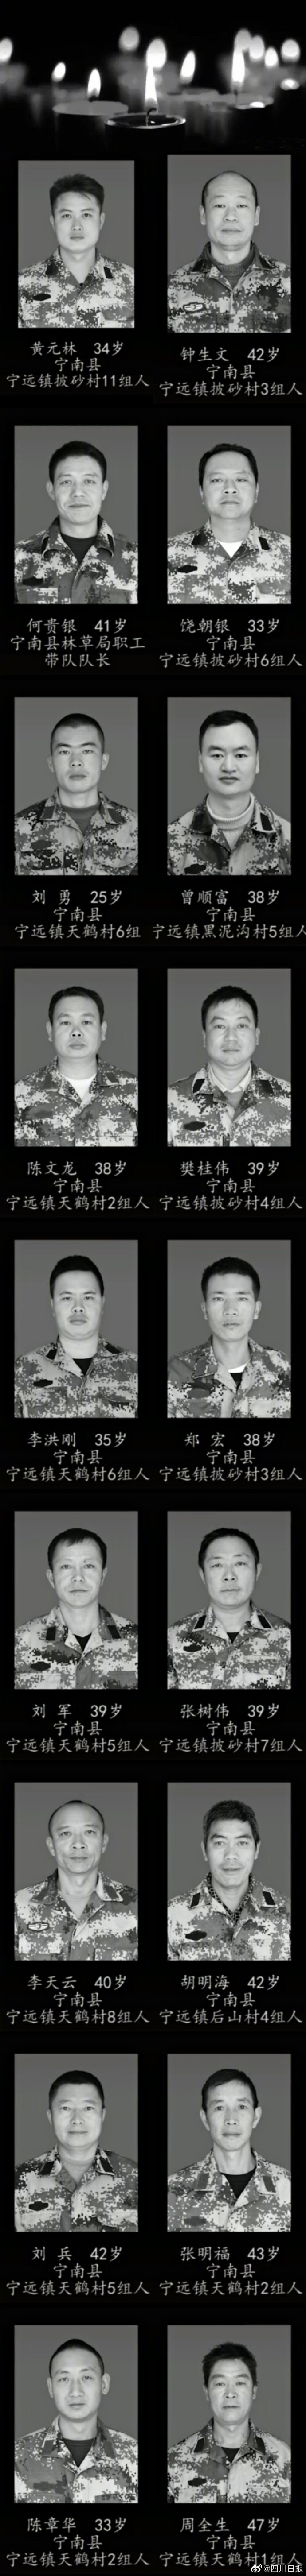 黄元林 34岁
宁南县
宁远镇披砂村11组人
钟生文 42岁
宁南县
宁远镇披砂村3组人
何贵银 41岁
宁南县林草局职工
带队队长
饶朝银 33岁
宁南县
宁远镇披砂村6组人
刘 勇 25岁
宁南县
宁远镇天鹤村6组
曾顺富 38岁
宁南县
宁远镇黑泥沟村5组人
陈文龙 38岁
宁南县
宁远镇天鹤村2组人
樊桂伟 39岁
宁南县
宁远镇披砂村4组人
李洪刚 35岁
宁南县
宁远镇天鹤村6组人
郑 宏 38岁
宁南县
宁远镇披砂村3组人
刘 军 39岁
宁南县
宁远镇天鹤村5组人
张树伟 39岁
宁南县
宁远镇披砂村7组人
李天云 40岁
宁南县
宁远镇天鹤村8组人
胡明海 42岁
宁南县
宁远镇后山村4组人
刘 兵 42岁
宁南县
宁远镇天鹤村5组人
张明福 43岁
宁南县
宁远镇天鹤村2组人
陈章华 33岁
宁南县
宁远镇天鹤村2组人
周全生 47岁
宁南县
宁远镇天鹤村1组人
@四川日报